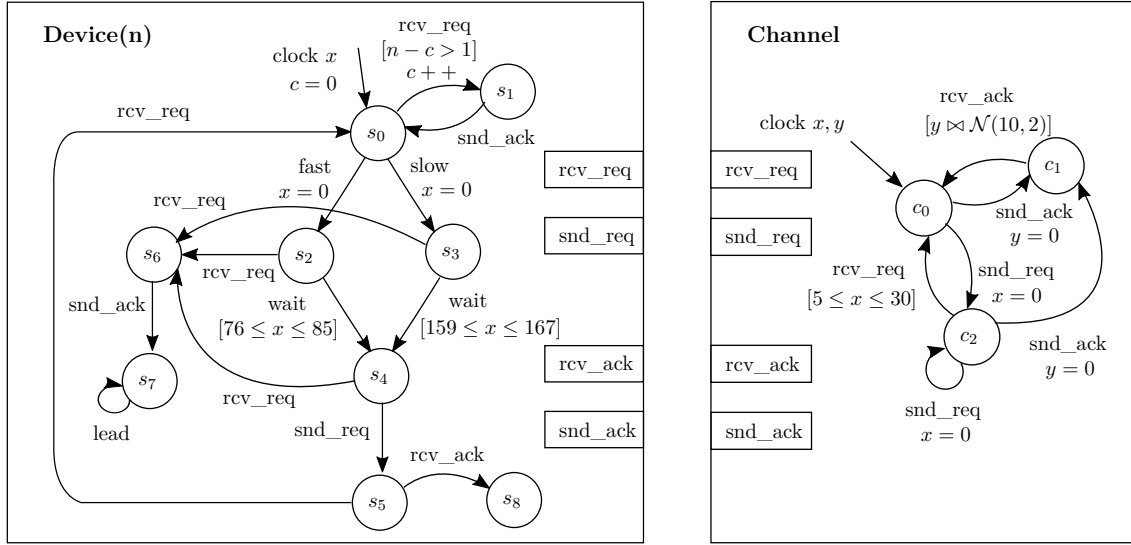 Device(n)
clock x
c = 0
rcv_req
[n − c > 1]
c + +
s₁
snd_ack
s₀
rcv_req
fast
x = 0
slow
x = 0
rcv_req
s₆
s₂
s₃
rcv_req
snd_ack
wait
[76 ≤ x ≤ 85]
wait
[159 ≤ x ≤ 167]
s₇
lead
s₄
rcv_req
snd_req
rcv_ack
s₅
s₈
rcv_req
snd_req
rcv_ack
snd_ack
Channel
rcv_req
snd_req
rcv_ack
snd_ack
clock x, y
rcv_ack
[y ⋈ 𝒩(10, 2)]
c₁
c₀
snd_ack
y = 0
rcv_req
[5 ≤ x ≤ 30]
snd_req
x = 0
c₂
snd_ack
y = 0
snd_req
x = 0